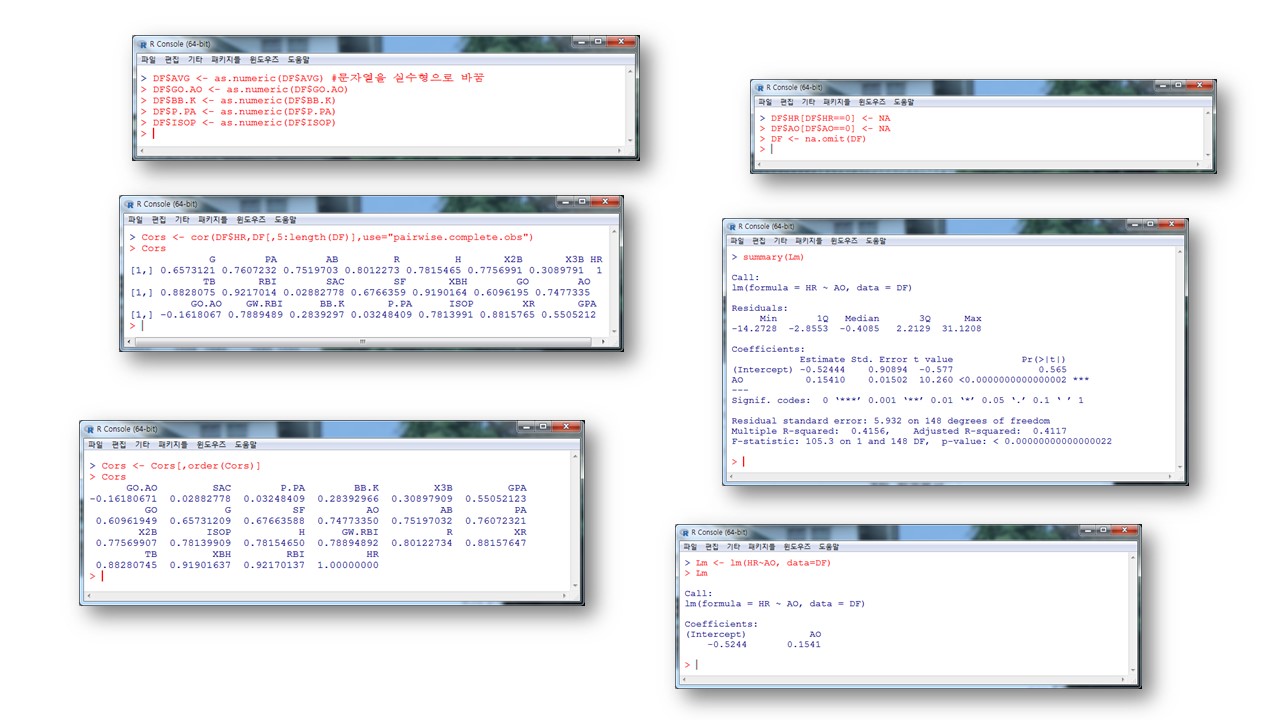 R Console (64-bit)
파일 편집 기타 패키지들 윈도우즈 도움말
> DF$AVG <- as.numeric(DF$AVG) #문자열을 실수형으로 바꿈
> DF$GO.AO <- as.numeric(DF$GO.AO)
> DF$BB.K <- as.numeric(DF$BB.K)
> DF$P.PA <- as.numeric(DF$P.PA)
> DF$ISOP <- as.numeric(DF$ISOP)
>
R Console (64-bit)
파일 편집 기타 패키지들 윈도우즈 도움말
> Cors <- cor(DF$HR,DF[,5:length(DF)],use="pairwise.complete.obs")
> Cors
G PA AB R H X2B X3B HR
[1,] 0.6573121 0.7607232 0.7519703 0.8012273 0.7815465 0.7756991 0.3089791 1
TB RBI SAC SF XBH GO AO
[1,] 0.8828075 0.9217014 0.02882778 0.6766359 0.9190164 0.6096195 0.7477335
GO.AO GW.RBI BB.K P.PA ISOP XR GPA
[1,] -0.1618067 0.7889489 0.2839297 0.03248409 0.7813991 0.8815765 0.5505212
>
R Console (64-bit)
파일 편집 기타 패키지들 윈도우즈 도움말
> Cors <- Cors[,order(Cors)]
> Cors
GO.AO SAC P.PA BB.K X3B GPA
-0.16180671 0.02882778 0.03248409 0.28392966 0.30897909 0.55052123
GO G SF AO AB PA
0.60961949 0.65731209 0.67663588 0.74773350 0.75197032 0.76072321
X2B ISOP H GW.RBI R XR
0.77569907 0.78139909 0.78154650 0.78894892 0.80122734 0.88157647
TB XBH RBI HR
0.88280745 0.91901637 0.92170137 1.00000000
>
R Console (64-bit)
파일 편집 기타 패키지들 윈도우즈 도움말
> DF$HR[DF$HR==0] <- NA
> DF$AO[DF$AO==0] <- NA
> DF <- na.omit(DF)
>
R Console (64-bit)
파일 편집 기타 패키지들 윈도우즈 도움말
> summary(Lm)
Call:
lm(formula = HR ~ AO, data = DF)
Residuals:
Min 1Q Median 3Q Max
-14.2728 -2.8553 -0.4085 2.2129 31.1208
Coefficients:
Estimate Std. Error t value Pr(>|t|)
(Intercept) -0.52444 0.90894 -0.577 0.565
AO 0.15410 0.01502 10.260 <0.0000000000000002 ***
---
Signif. codes: 0 ‘***’ 0.001 ‘**’ 0.01 ‘*’ 0.05 ‘.’ 0.1 ‘ ’ 1
Residual standard error: 5.932 on 148 degrees of freedom
Multiple R-squared: 0.4156, Adjusted R-squared: 0.4117
F-statistic: 105.3 on 1 and 148 DF, p-value: < 0.00000000000000022
>
R Console (64-bit)
파일 편집 기타 패키지들 윈도우즈 도움말
> Lm <- lm(HR~AO, data=DF)
> Lm
Call:
lm(formula = HR ~ AO, data = DF)
Coefficients:
(Intercept) AO
-0.5244 0.1541
>